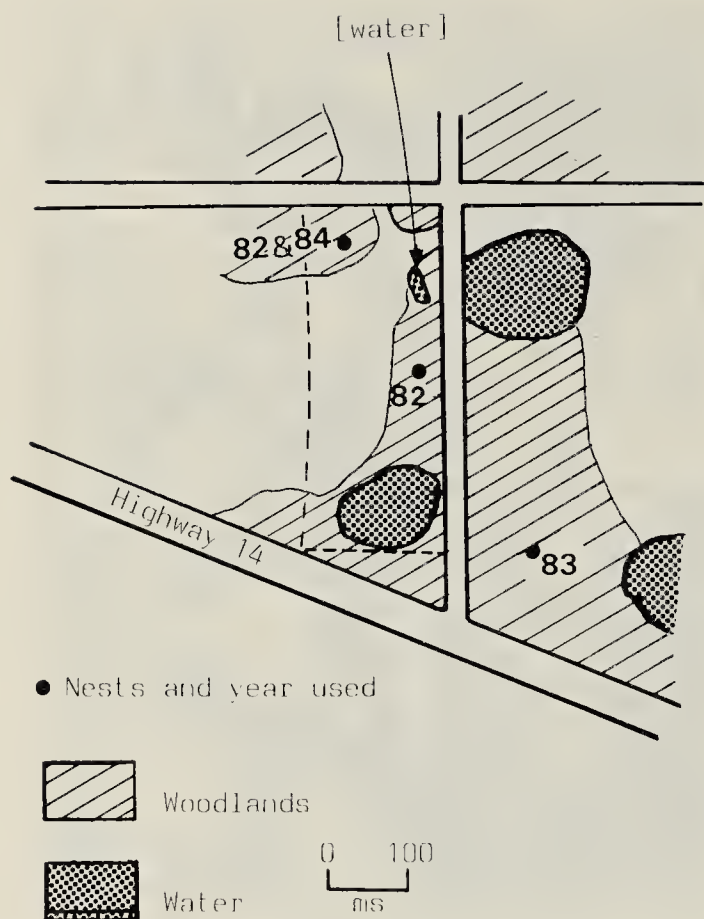 [water]
82&84
82
Highway 14
83
Nests and year used
Woodlands
0 100
ms
Water